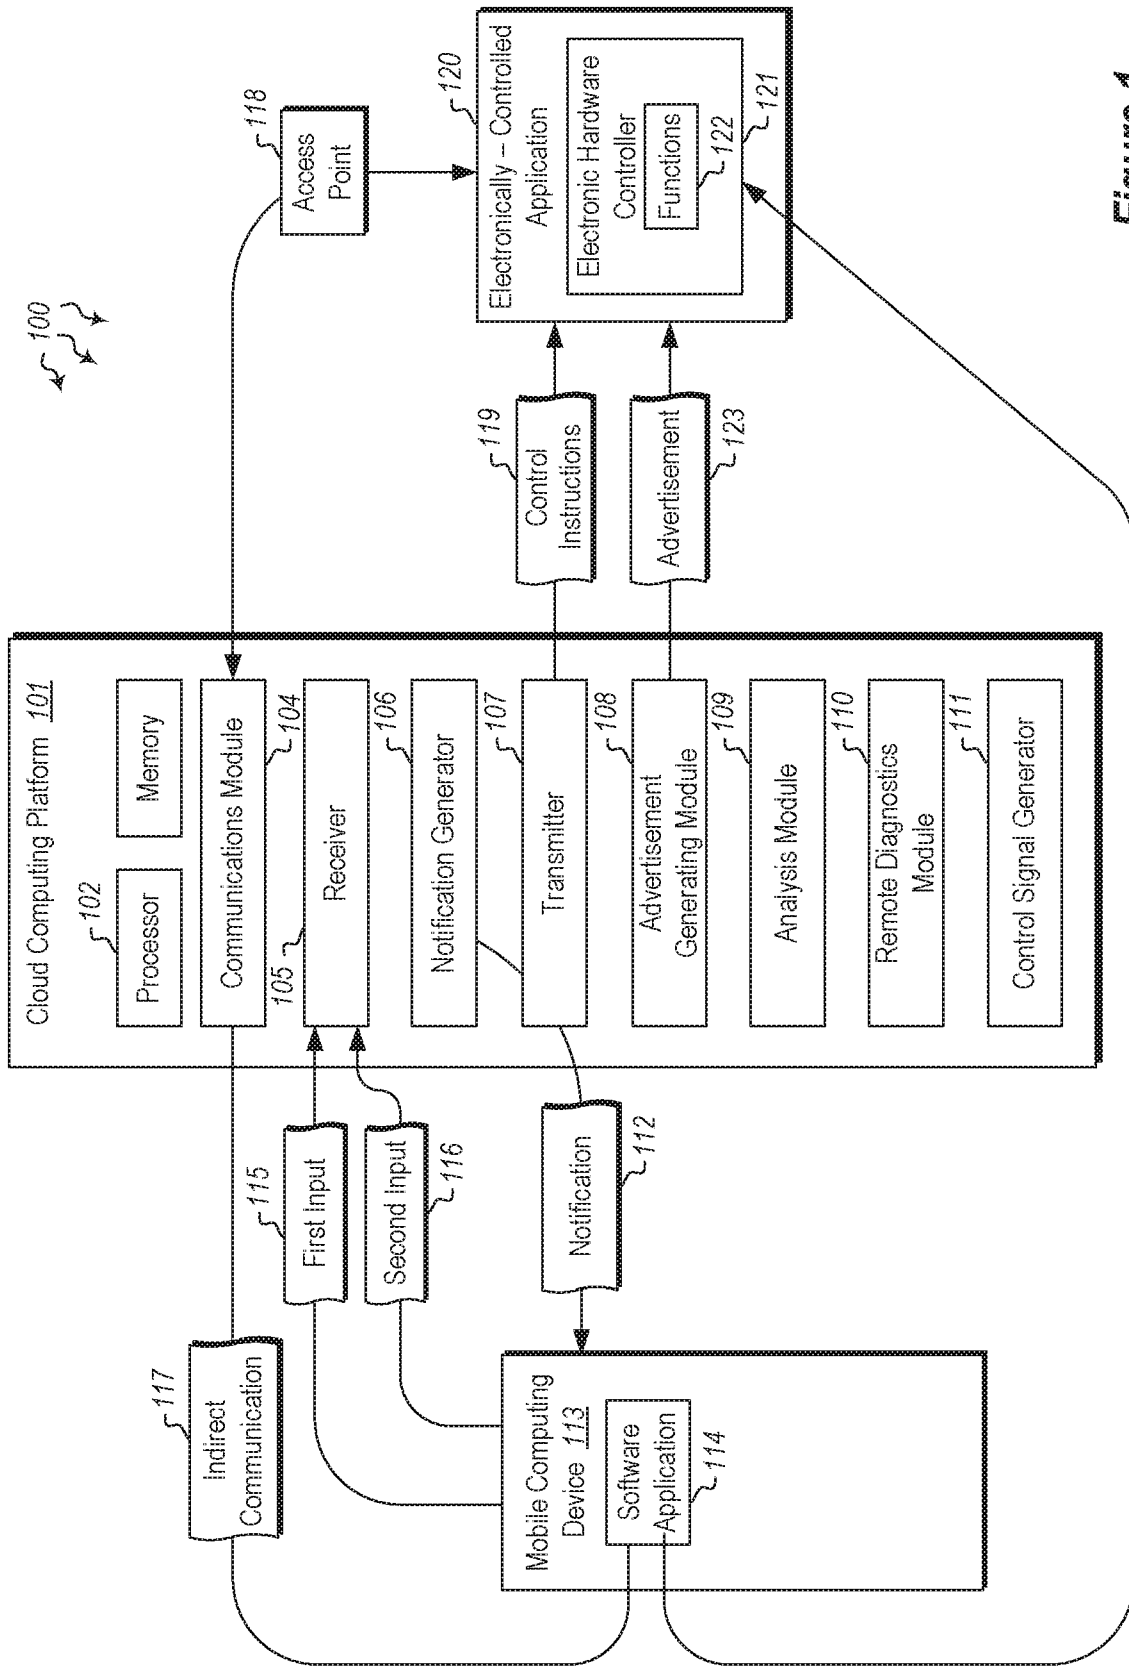 100
Cloud Computing Platform 101
102
Processor
Memory
Communications Module
104
105
Receiver
106
Notification Generator
107
Transmitter
108
Advertisement
Generating Module
109
Analysis Module
110
Remote Diagnostics
Module
111
Control Signal Generator
117
Indirect
Communication
115
First Input
Second Input
116
Notification
112
Mobile Computing
Device 113
Software
Application
114
118
Access
Point
119
Control
Instructions
Advertisement
123
120
Electronically – Controlled
Application
Electronic Hardware
Controller
Functions
122
121
Figure 1